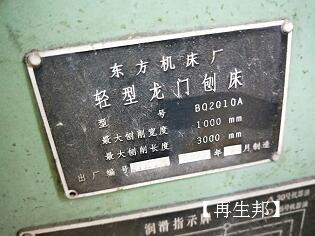 东方机床厂
轻型龙门刨床
型号 BQ2010A
最大刨削宽度 1000 mm
最大刨削长度 3000 mm
出厂编号 年 月制造
再生邦
润滑指示牌